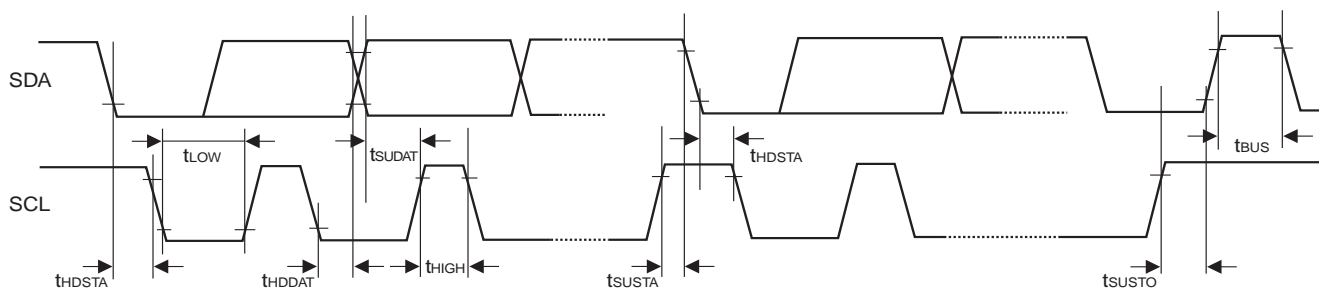 SDA
tLOW
tSUDAT
tHDSTA
tBUS
SCL
tHDSTA
tHDDAT
tHIGH
tSUSTA
tSUSTO